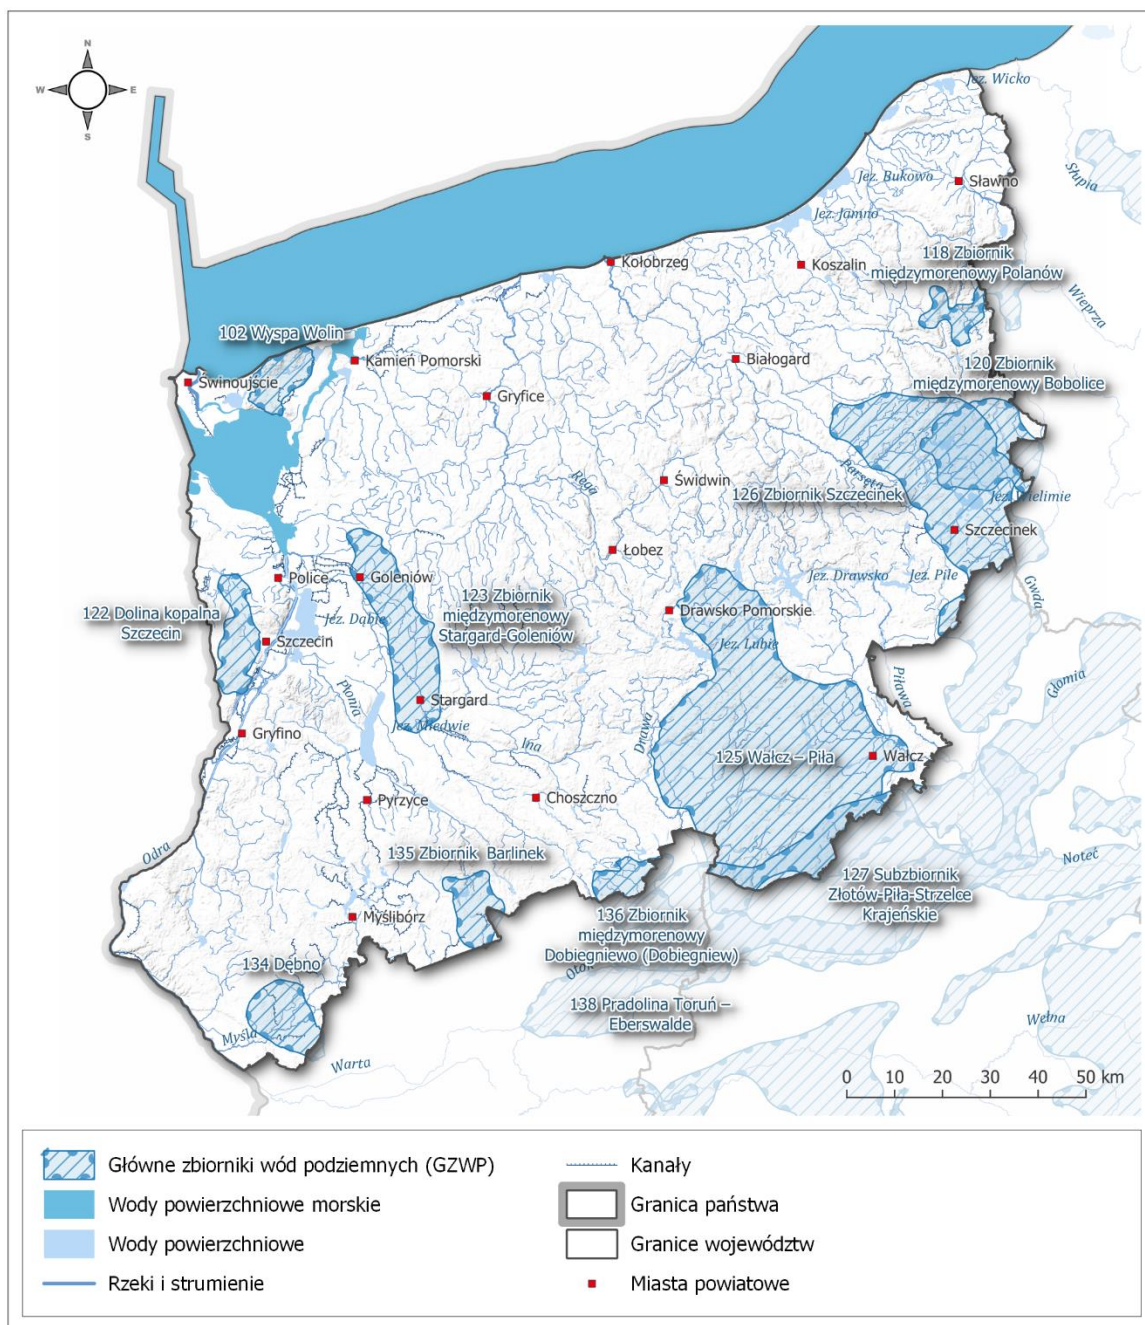 N
W
E
S
Jez. Wicko
Słupia
Jez. Bukowo
Sławno
Jez. Jamno
118 Zbiornik
międzymorenowy Polanów
Kołobrzeg
Koszalin
Wieprza
102 Wyspa Wolin
Kamień Pomorski
Białogard
120 Zbiornik
międzymorenowy Bobolice
Świnoujście
Gryfice
Parsęta
Rega
Świdwin
126 Zbiornik Szczecinek
Jez. Wielimie
Szczecinek
Łobez
Police
Goleniów
Jez. Drawsko
Jez. Pile
Gwda
122 Dolina kopalna
Szczecin
Jez. Dąbie
123 Zbiornik
międzymorenowy
Stargard-Goleniów
Drawsko Pomorskie
Szczecin
Jez. Lubie
Płonia
Piława
Głomia
Stargard
Jez. Miedwie
Gryfino
Ina
Drawa
125 Wałcz – Piła
Wałcz
Pyrzyce
Choszczno
Odra
135 Zbiornik Barlinek
Noteć
127 Subzbiornik
Złotów-Piła-Strzelce
Krajeńskie
Myślibórz
136 Zbiornik
międzymorenowy
Dobiegniewo (Dobiegniew)
134 Dębno
Otok
138 Pradolina Toruń –
Eberswalde
Wełna
Myśla
Warta
0 10 20 30 40 50 km
Główne zbiorniki wód podziemnych (GZWP)
Wody powierzchniowe morskie
Wody powierzchniowe
Rzeki i strumienie
Kanały
Granica państwa
Granice województw
Miasta powiatowe